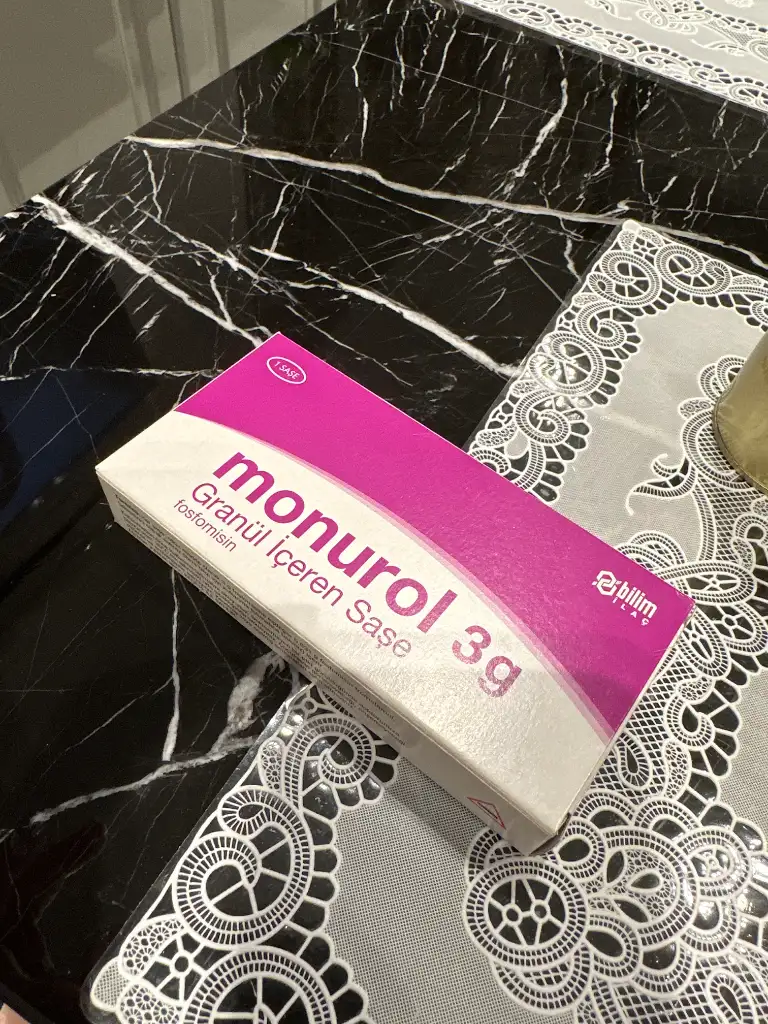 1 SAŞE
monurol 3g
Granül İçeren Saşe
fosfomisin
bilim
İLAÇ